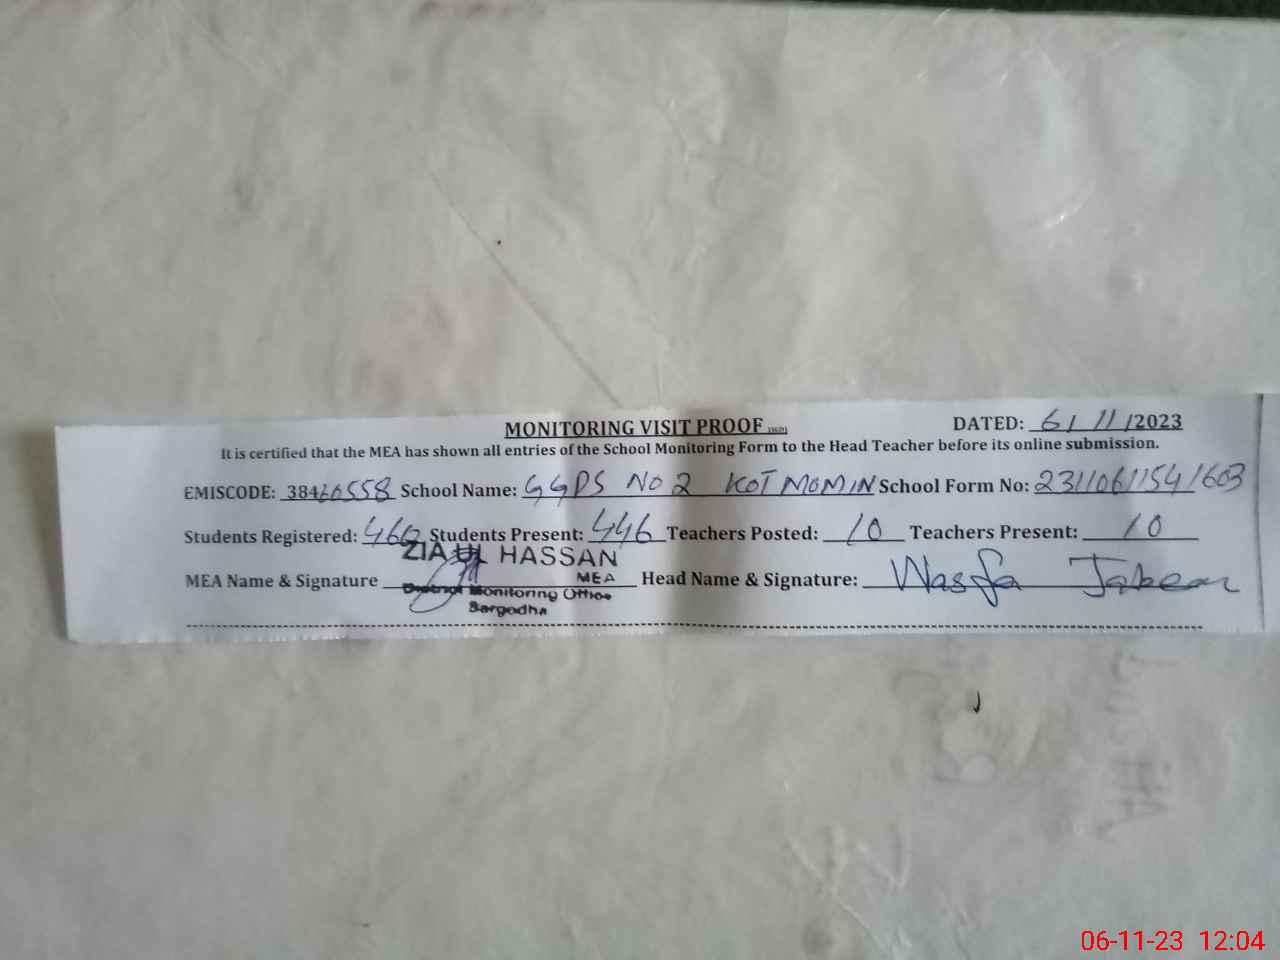 MONITORING VISIT PROOF DATED: 6/11/2023
It is certified that the MEA has shown all entries of the School Monitoring Form to the Head Teacher before its online submission.
EMISCODE: 38460558 School Name: GGPS No 2 KOT MOMIN School Form No: 2311061541603
Students Registered: 460 Students Present: 446 Teachers Posted: 10 Teachers Present: 10
ZIA HASSAN
MEA Name & Signature MEA Head Name & Signature: Wasfa Jabeen
District Monitoring Office
Sargodha
06-11-23 12:04